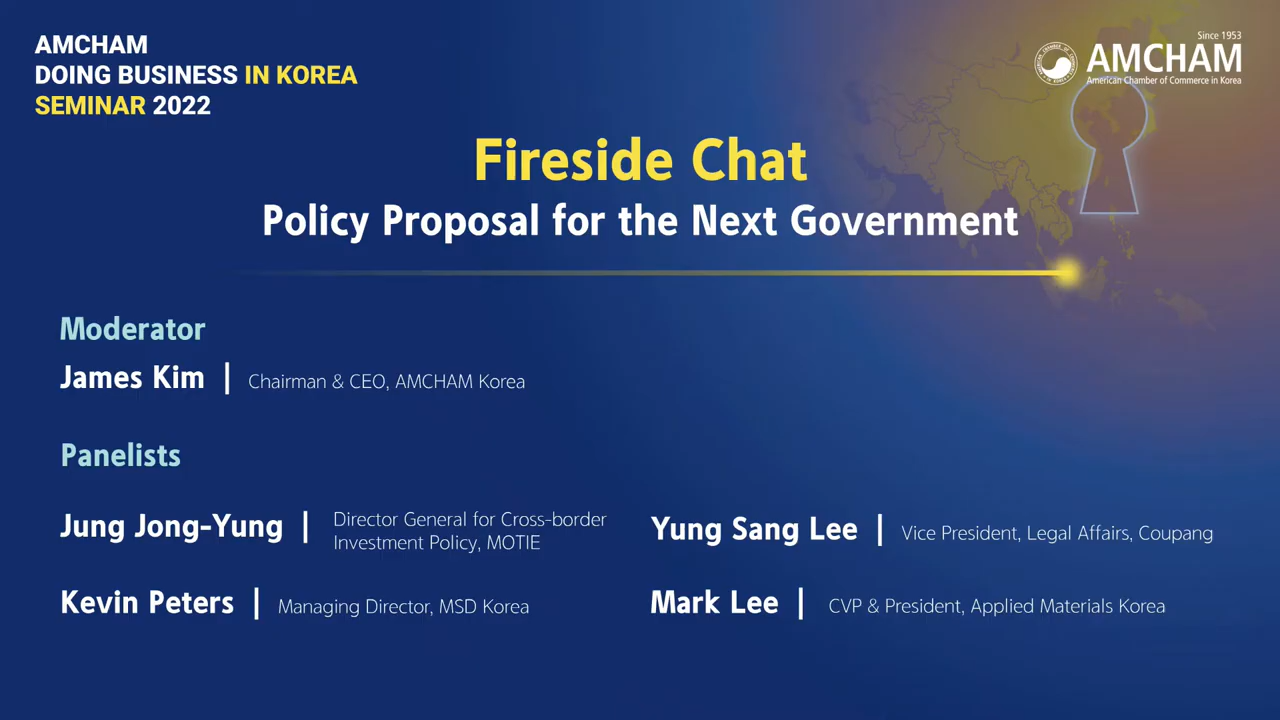 AMCHAM
DOING BUSINESS IN KOREA
SEMINAR 2022
Since 1953
AMCHAM
American Chamber of Commerce in Korea
Fireside Chat
Policy Proposal for the Next Government
Moderator
James Kim | Chairman & CEO, AMCHAM Korea
Panelists
Jung Jong-Yung | Director General for Cross-border
Investment Policy, MOTIE
Yung Sang Lee | Vice President, Legal Affairs, Coupang
Kevin Peters | Managing Director, MSD Korea
Mark Lee | CVP & President, Applied Materials Korea